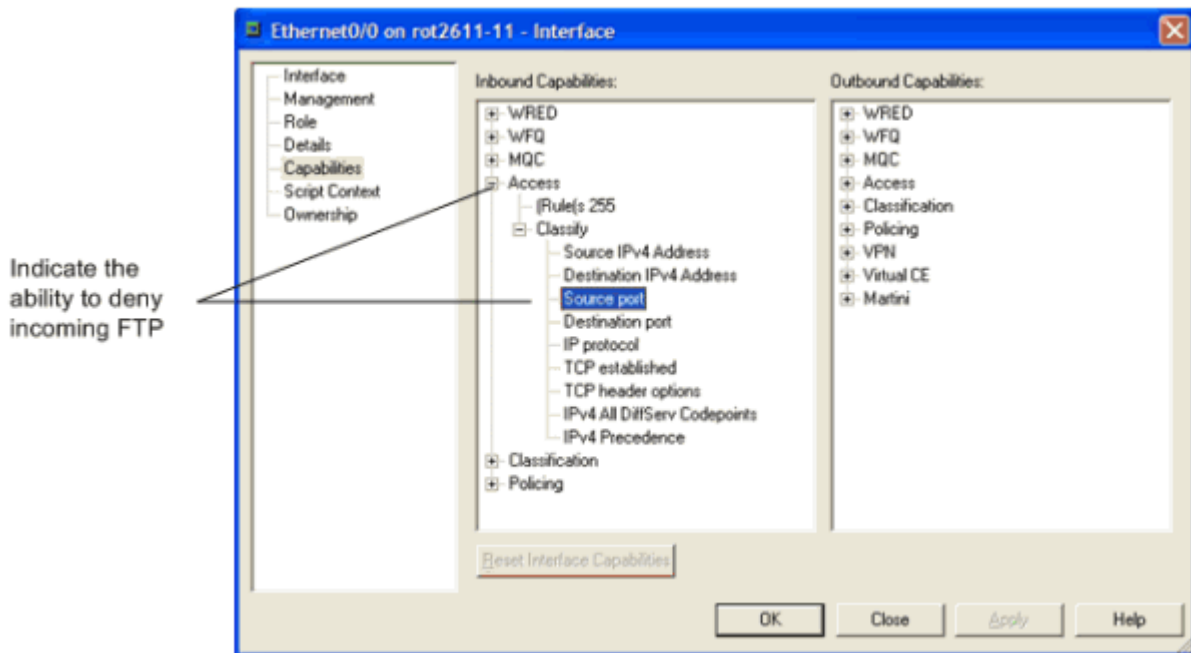 Ethernet0/0 on rot2611-11 - Interface
Interface
Management
Role
Details
Capabilities
Script Context
Ownership
Inbound Capabilities:
WRED
WFQ
MQC
Access
(Rule(s 255
Classify
Source IPv4 Address
Destination IPv4 Address
Source port
Destination port
IP protocol
TCP established
TCP header options
IPv4 All DiffServ Codepoints
IPv4 Precedence
Classification
Policing
Outbound Capabilities:
WRED
WFQ
MQC
Access
Classification
Policing
VPN
Virtual CE
Martini
Indicate the
ability to deny
incoming FTP
Reset Interface Capabilities
OK
Close
Apply
Help